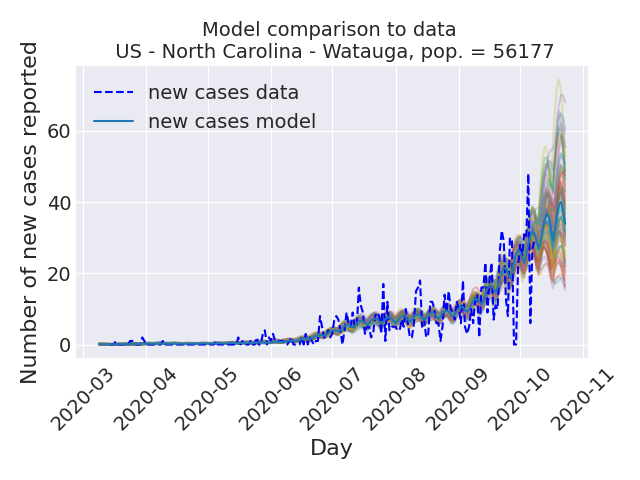 Model comparison to data
US - North Carolina - Watauga, pop. = 56177
Number of new cases reported
new cases data
new cases model
60
40
20
0
2020-03
2020-04
2020-05
2020-06
2020-07
2020-08
2020-09
2020-10
2020-11
Day